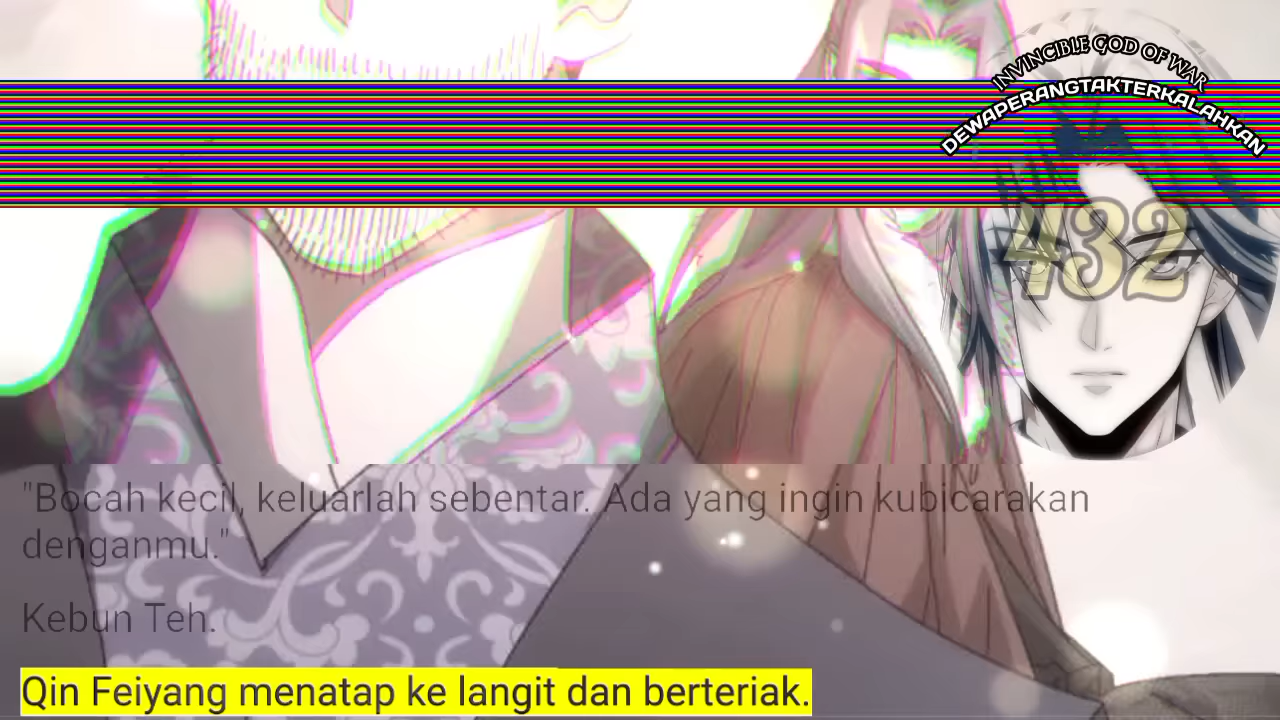 INVINCIBLE GOD OF WAR
DEWAPERANGTAKTERKALAHKAN
432
"Bocah kecil, keluarlah sebentar. Ada yang ingin kubicarakan
denganmu."
Kebun Teh.
Qin Feiyang menatap ke langit dan berteriak.